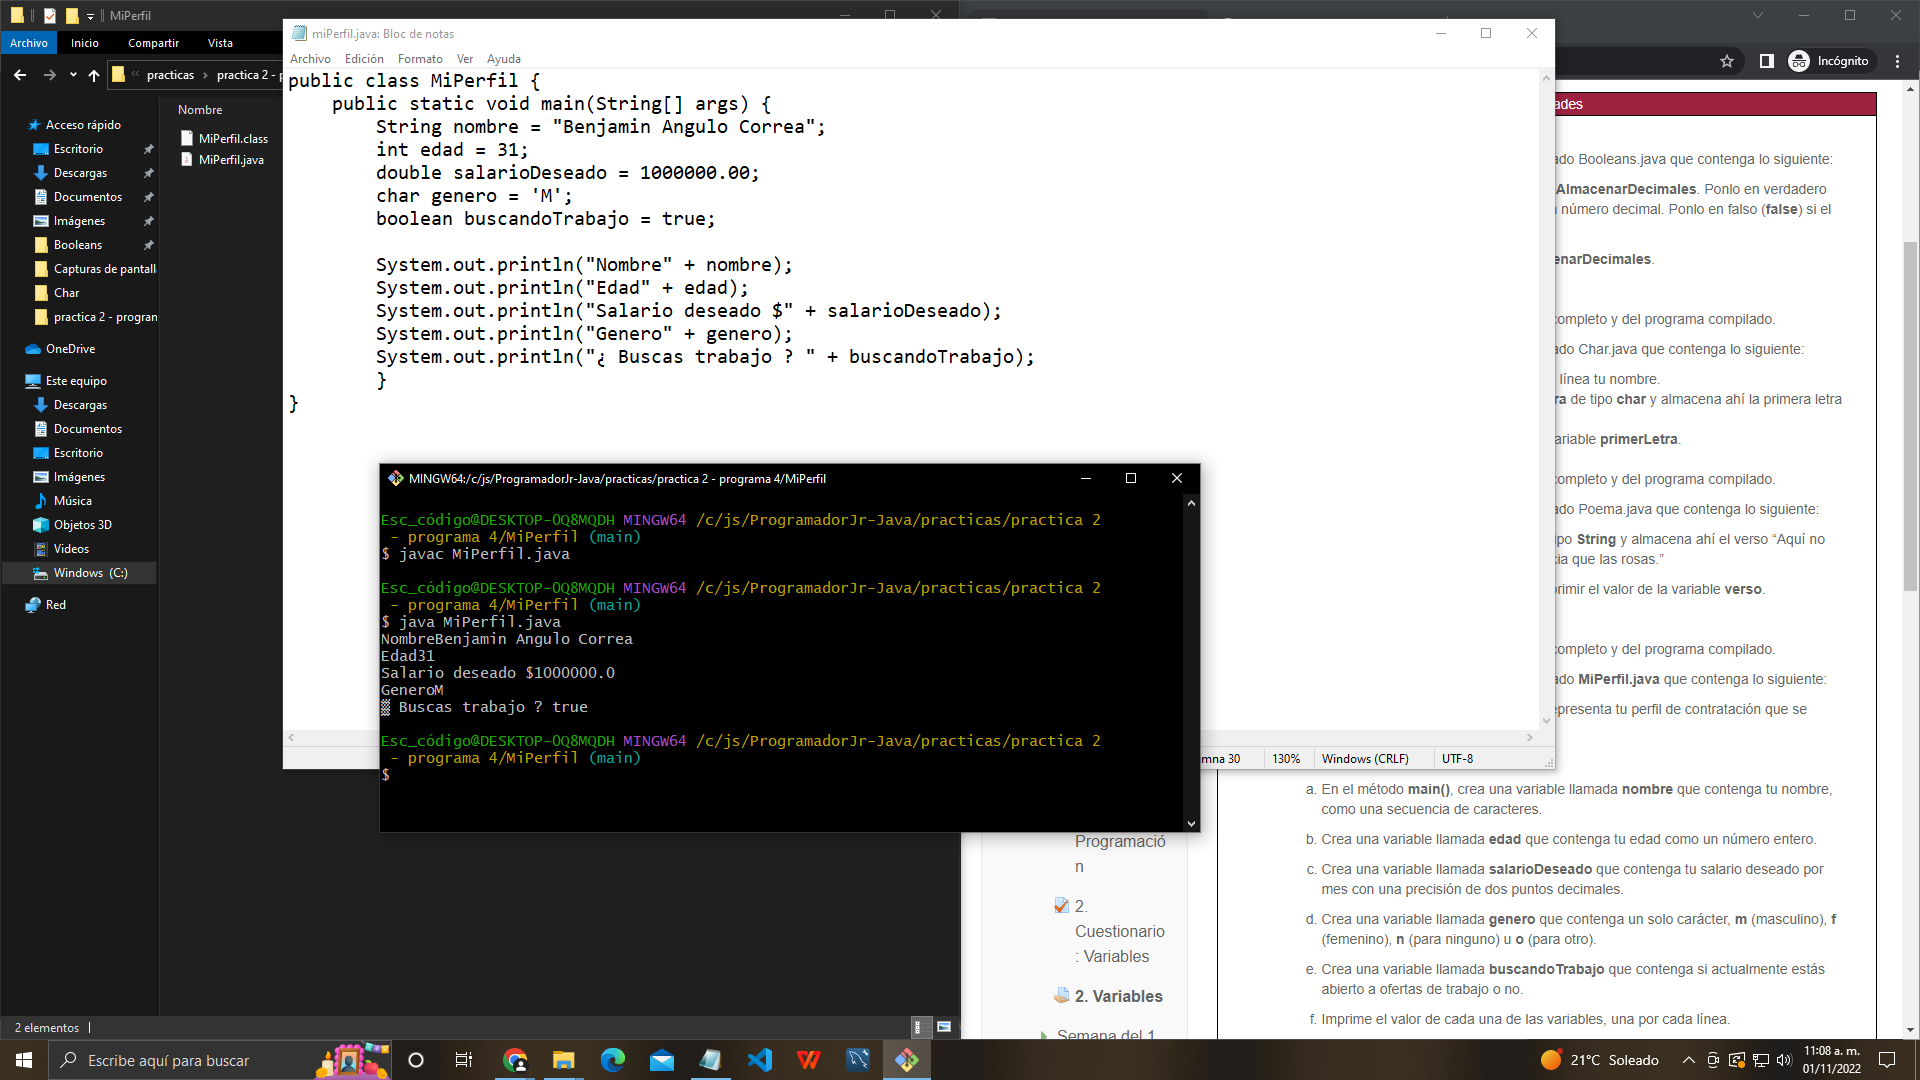 MiPerfil
Archivo
Inicio
Compartir
Vista
practicas
practica 2 - p
Nombre
MiPerfil.class
MiPerfil.java
Acceso rápido
Escritorio
Descargas
Documentos
Imágenes
Booleans
Capturas de pantall
Char
practica 2 - progran
OneDrive
Este equipo
Descargas
Documentos
Escritorio
Imágenes
Música
Objetos 3D
Videos
Windows (C:)
Red
2 elementos
miPerfil.java: Bloc de notas
Archivo Edición Formato Ver Ayuda
public class MiPerfil {
public static void main(String[] args) {
String nombre = "Benjamin Angulo Correa";
int edad = 31;
double salarioDeseado = 1000000.00;
char genero = 'M';
boolean buscandoTrabajo = true;
System.out.println("Nombre" + nombre);
System.out.println("Edad" + edad);
System.out.println("Salario deseado $" + salarioDeseado);
System.out.println("Genero" + genero);
System.out.println("¿ Buscas trabajo ? " + buscandoTrabajo);
}
}
mna 30
130%
Windows (CRLF)
UTF-8
MINGW64:/c/js/ProgramadorJr-Java/practicas/practica 2 - programa 4/MiPerfil
Esc_código@DESKTOP-OQ8MQDH MINGW64 /c/js/ProgramadorJr-Java/practicas/practica 2
- programa 4/MiPerfil (main)
$ javac MiPerfil.java
Esc_código@DESKTOP-OQ8MQDH MINGW64 /c/js/ProgramadorJr-Java/practicas/practica 2
- programa 4/MiPerfil (main)
$ java MiPerfil.java
NombreBenjamin Angulo Correa
Edad31
Salario deseado $1000000.0
GeneroM
▒ Buscas trabajo ? true
Esc_código@DESKTOP-OQ8MQDH MINGW64 /c/js/ProgramadorJr-Java/practicas/practica 2
- programa 4/MiPerfil (main)
$
Incógnito
ades
ado Booleans.java que contenga lo siguiente:
AlmacenarDecimales. Ponlo en verdadero
número decimal. Ponlo en falso (false) si el
enarDecimales.
completo y del programa compilado.
ado Char.java que contenga lo siguiente:
línea tu nombre.
ra de tipo char y almacena ahí la primera letra
ariable primerLetra.
completo y del programa compilado.
ado Poema.java que contenga lo siguiente:
ipo String y almacena ahí el verso “Aquí no
cia que las rosas.”
rimir el valor de la variable verso.
completo y del programa compilado.
ado MiPerfil.java que contenga lo siguiente:
epresenta tu perfil de contratación que se
a. En el método main(), crea una variable llamada nombre que contenga tu nombre,
como una secuencia de caracteres.
b. Crea una variable llamada edad que contenga tu edad como un número entero.
c. Crea una variable llamada salarioDeseado que contenga tu salario deseado por
mes con una precisión de dos puntos decimales.
d. Crea una variable llamada genero que contenga un solo carácter, m (masculino), f
(femenino), n (para ninguno) u o (para otro).
e. Crea una variable llamada buscandoTrabajo que contenga si actualmente estás
abierto a ofertas de trabajo o no.
f. Imprime el valor de cada una de las variables, una por cada línea.
Programació
n
2.
Cuestionario
: Variables
2. Variables
Semana del 1
Escribe aquí para buscar
21°C Soleado
11:08 a. m.
01/11/2022